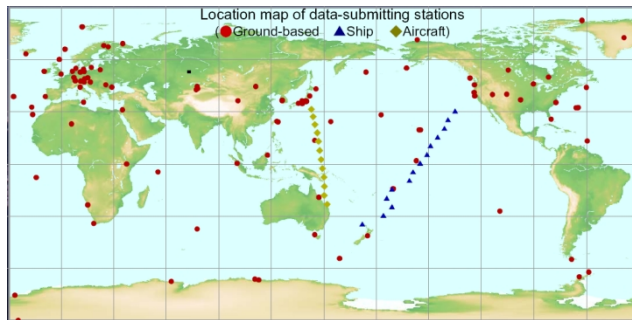 Location map of data-submitting stations
(Ground-based Ship Aircraft)